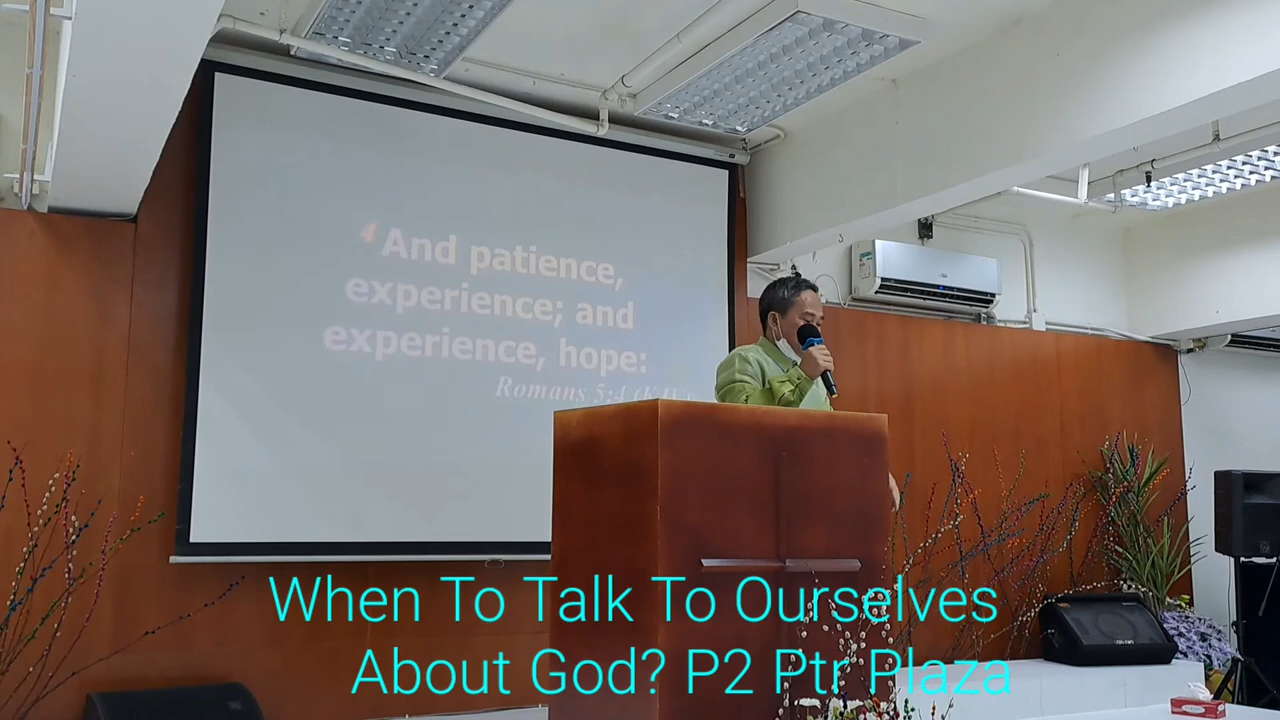 4 And patience,
experience; and
experience, hope:
Romans 5:4 (KJV)
When To Talk To Ourselves
About God? P2 Ptr Plaza